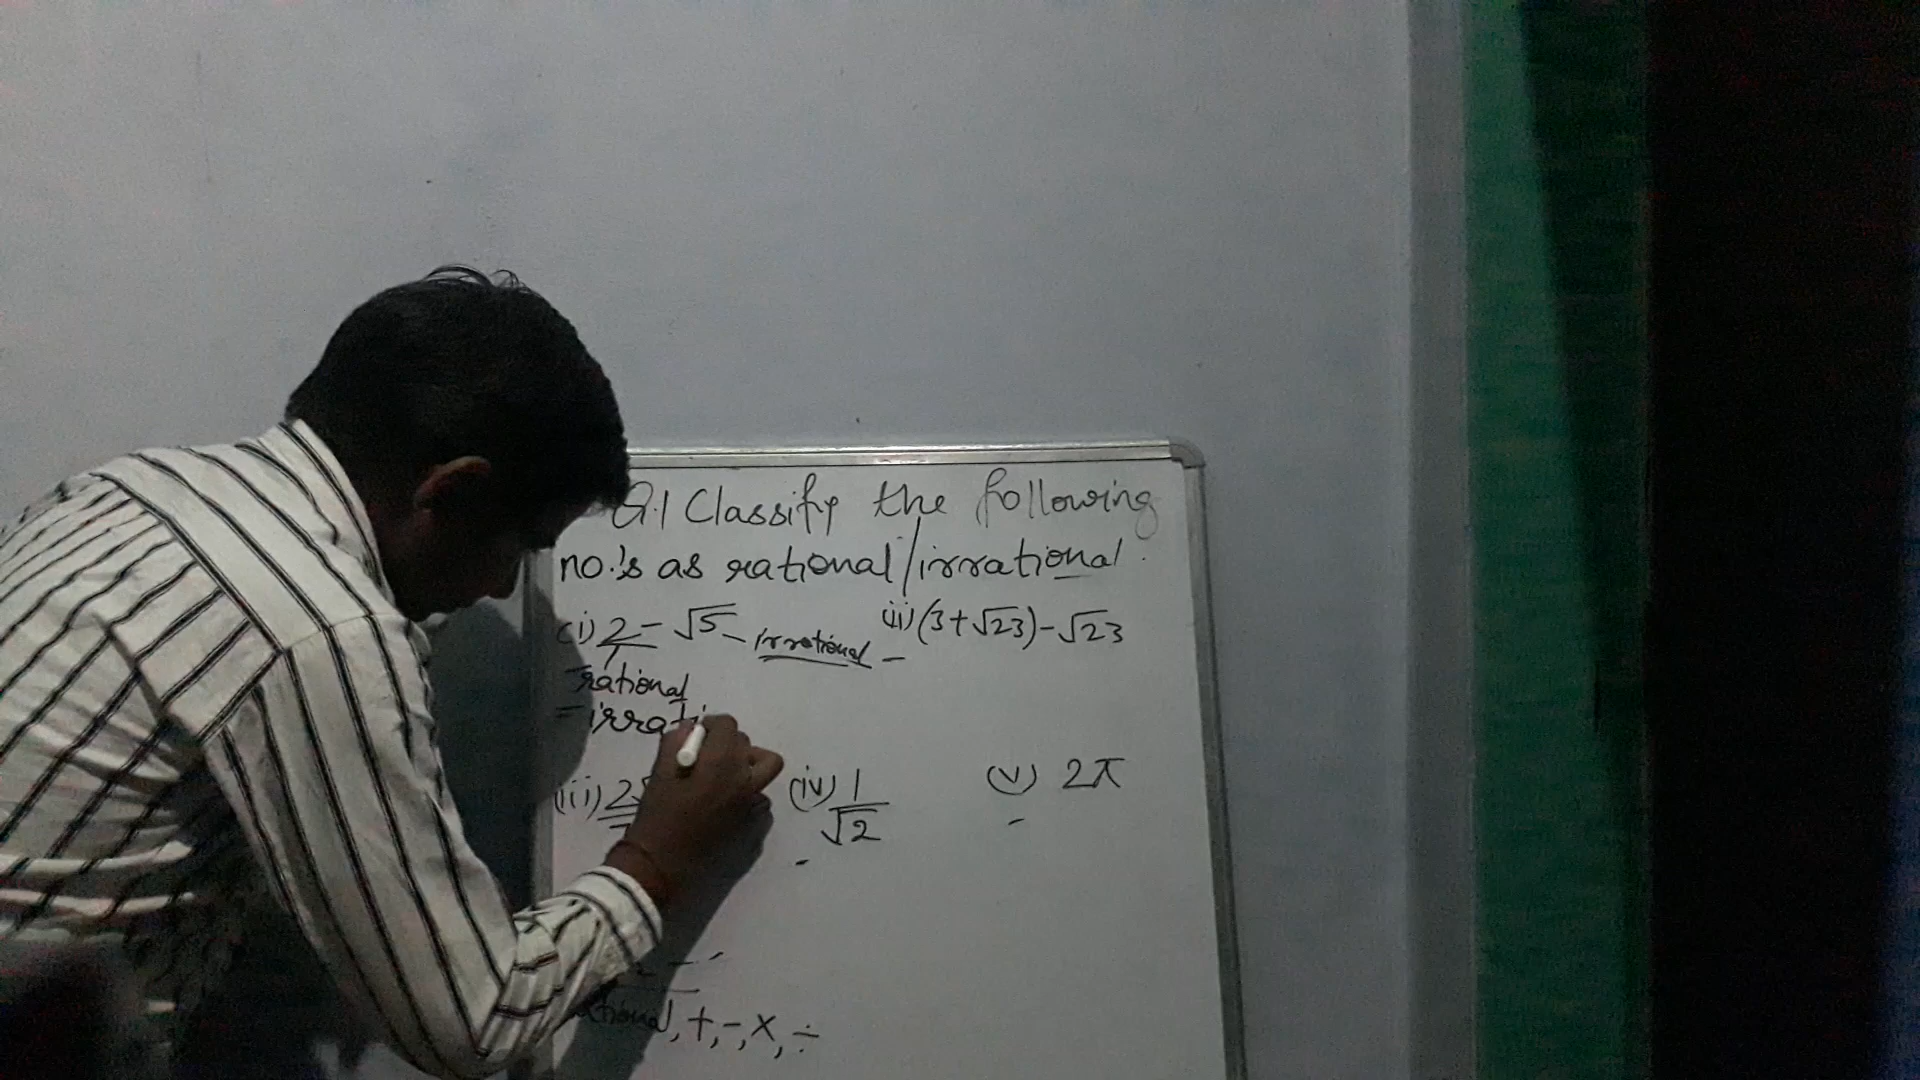 Q.1 Classify the following
no.'s as rational/irrational.
(i) 2 - √5 - irrational
rational
= irrati
(ii) (3+√23)-√23
(iii) 2√
(iv) 1/√2
(v) 2π
ational, +, -, ×, ÷